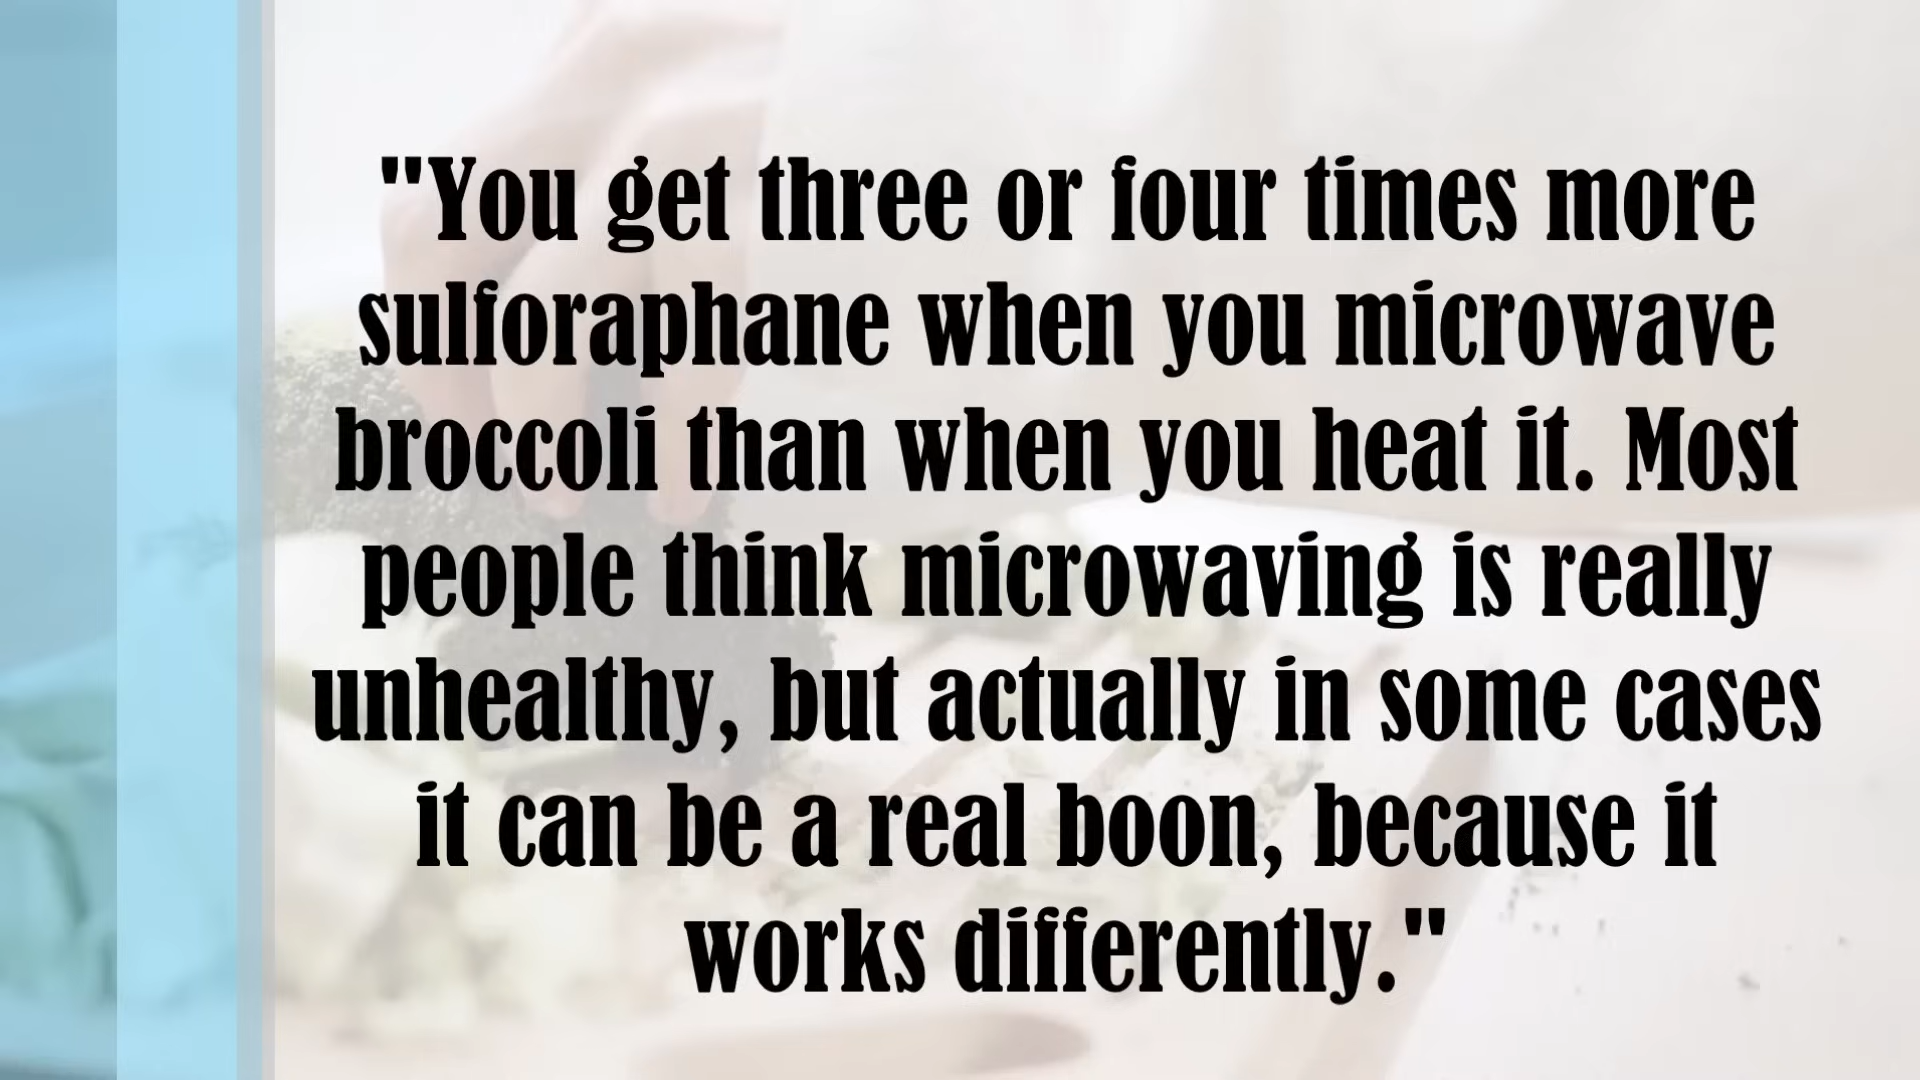 "You get three or four times more
sulforaphane when you microwave
broccoli than when you heat it. Most
people think microwaving is really
unhealthy, but actually in some cases
it can be a real boon, because it
works differently."